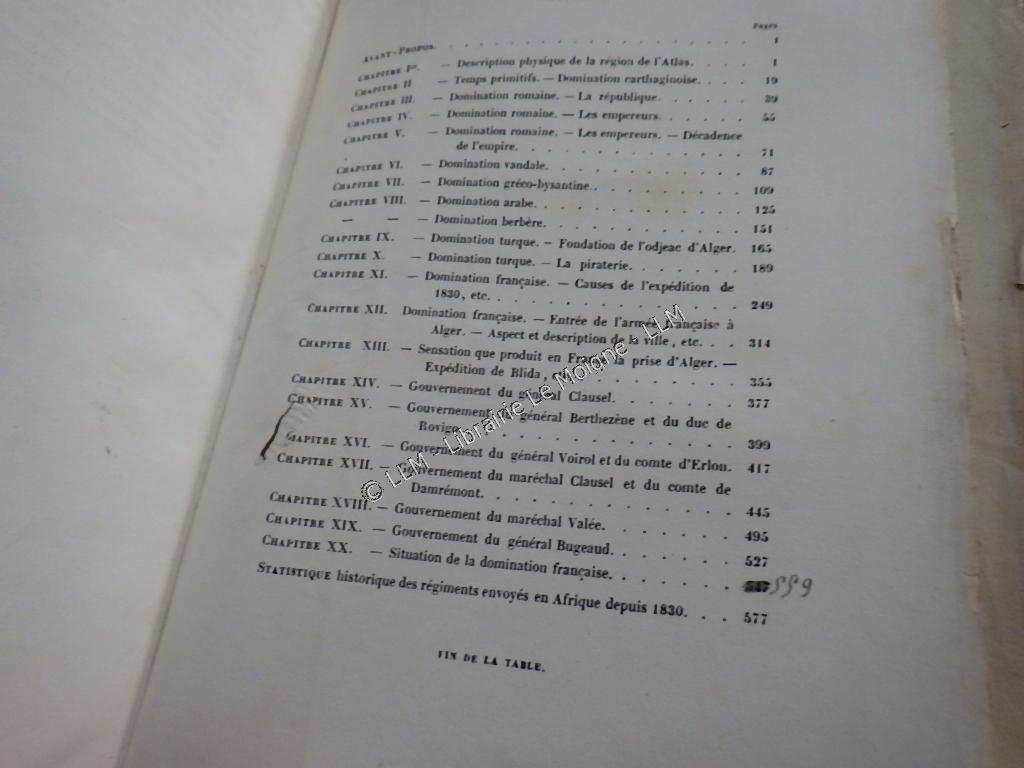 Pages
AVANT-PROPOS. . . . . . . . . . . . . . . . . . . 1
CHAPITRE Ier. — Description physique de la région de l'Atlas. . . . . 1
CHAPITRE II — Temps primitifs. — Domination carthaginoise. . . . 19
CHAPITRE III. — Domination romaine. — La république. . . . . . 39
CHAPITRE IV. — Domination romaine. — Les empereurs. . . . . . 55
CHAPITRE V. — Domination romaine. — Les empereurs. — Décadence
de l'empire. . . . . . . . . . . . . . 71
CHAPITRE VI. — Domination vandale. . . . . . . . . . . . 87
CHAPITRE VII. — Domination gréco-bysantine. . . . . . . . . . 109
CHAPITRE VIII. — Domination arabe. . . . . . . . . . . . . 125
— — — Domination berbère. . . . . . . . . . . . 151
CHAPITRE IX. — Domination turque. — Fondation de l'odjeac d'Alger. 165
CHAPITRE X. — Domination turque. — La piraterie. . . . . . . 189
CHAPITRE XI. — Domination française. — Causes de l'expédition de
1830, etc. . . . . . . . . . . . . . . 249
CHAPITRE XII. Domination française. — Entrée de l'armée française à
Alger. — Aspect et description de la ville, etc. . . 314
CHAPITRE XIII. — Sensation que produit en France la prise d'Alger. —
Expédition de Blida, etc. . . . . . . . . . 355
CHAPITRE XIV. — Gouvernement du général Clausel. . . . . . . 377
CHAPITRE XV. — Gouvernement du général Berthezène et du duc de
Rovigo. . . . . . . . . . . . . . . 399
CHAPITRE XVI. — Gouvernement du général Voirol et du comte d'Erlon. 417
CHAPITRE XVII. — Gouvernement du maréchal Clausel et du comte de
Damrémont. . . . . . . . . . . . . 445
CHAPITRE XVIII. — Gouvernement du maréchal Valée. . . . . . . 495
CHAPITRE XIX. — Gouvernement du général Bugeaud. . . . . . . 527
CHAPITRE XX. — Situation de la domination française. . . . . . . 559
STATISTIQUE historique des régiments envoyés en Afrique depuis 1830. . . . 577
FIN DE LA TABLE.
© LLM - Librairie Le Moigne - LLM